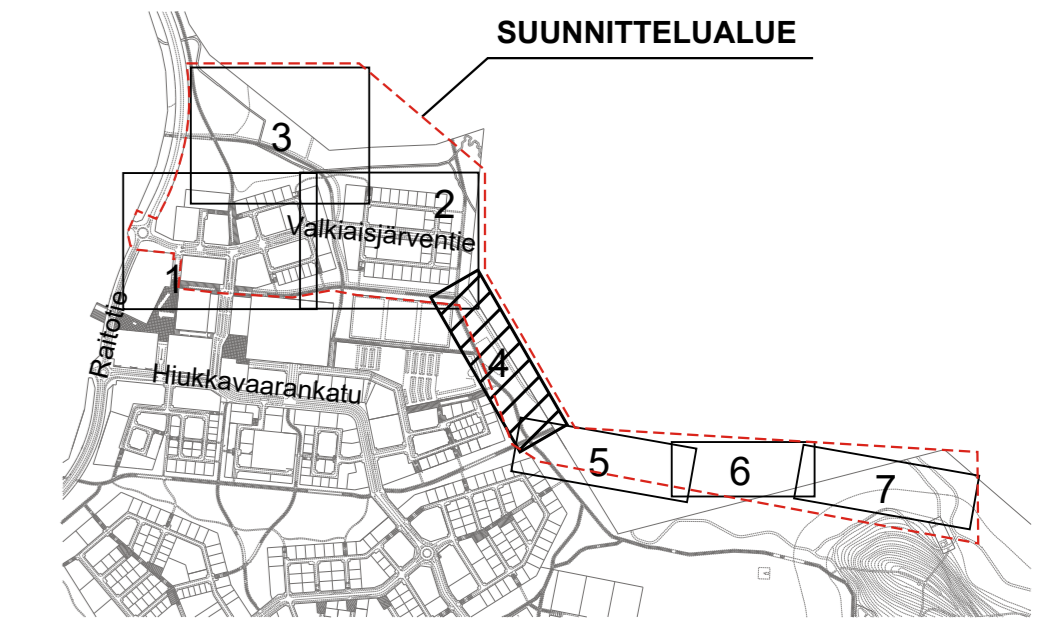 SUUNNITTELUALUE
3
2
Valkiaisjärventie
1
Raitotie
4
Hiukkavaarankatu
5
6
7